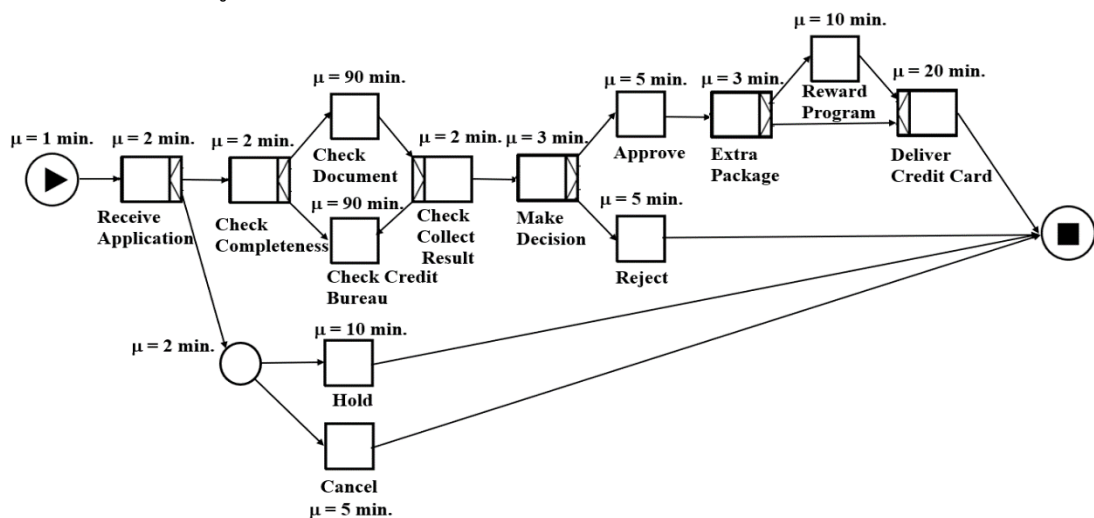 μ = 10 min.
μ = 90 min.
μ = 5 min.
μ = 3 min.
μ = 20 min.
Reward
Program
μ = 1 min.
μ = 2 min.
μ = 2 min.
μ = 2 min.
μ = 3 min.
Check
Document
Approve
Extra
Package
Deliver
Credit Card
μ = 90 min.
μ = 5 min.
Receive
Application
Check
Completeness
Check
Collect
Result
Make
Decision
Check Credit
Bureau
Reject
μ = 10 min.
μ = 2 min.
Hold
Cancel
μ = 5 min.